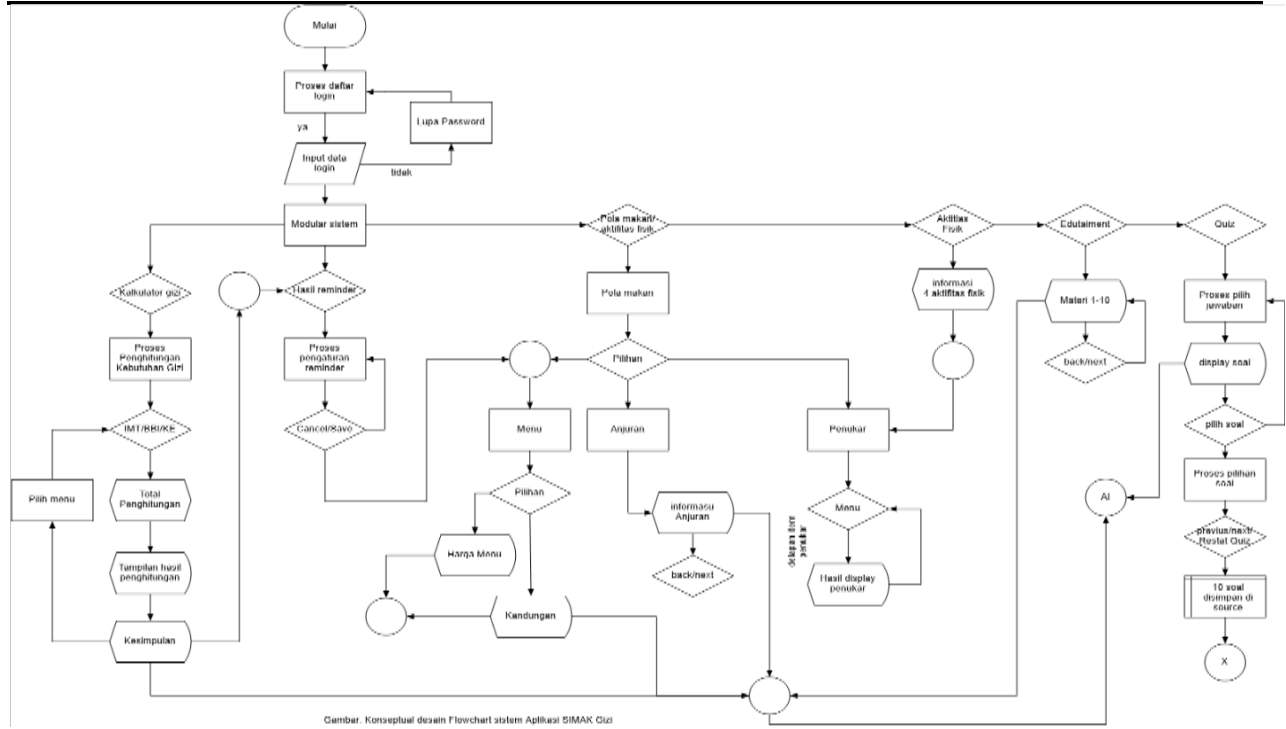 Mulai
Proses daftar
login
Lupa Password
ya
Input data
login
tidak
Modular sistem
Pola makan/
aktifitas fisik
Aktifitas
Fisik
Edutaiment
Quiz
Kalkulator gizi
Hasil reminder
Pola makan
informasi
4 aktifitas fisik
Materi 1-10
Proses pilih
jawaban
Proses
Penghitungan
Kebutuhan Gizi
Proses
pengaturan
reminder
Pilihan
back/next
display soal
IMT/BBI/KE
Cancel/Save
Menu
Anjuran
Penukar
pilih soal
Pilih menu
Total
Penghitungan
Pilihan
informasu
Anjuran
Menu
AI
Proses pilihan
soal
Harga Menu
delapan item
penukar
previus/next/
Restat Quiz
Tampilan hasil
penghitungan
back/next
Hasil display
penukar
10 soal
disimpan di
source
Kesimpulan
Kandungan
X
Gambar. Konseptual desain Flowchart sistem Aplikasi SIMAK Gizi